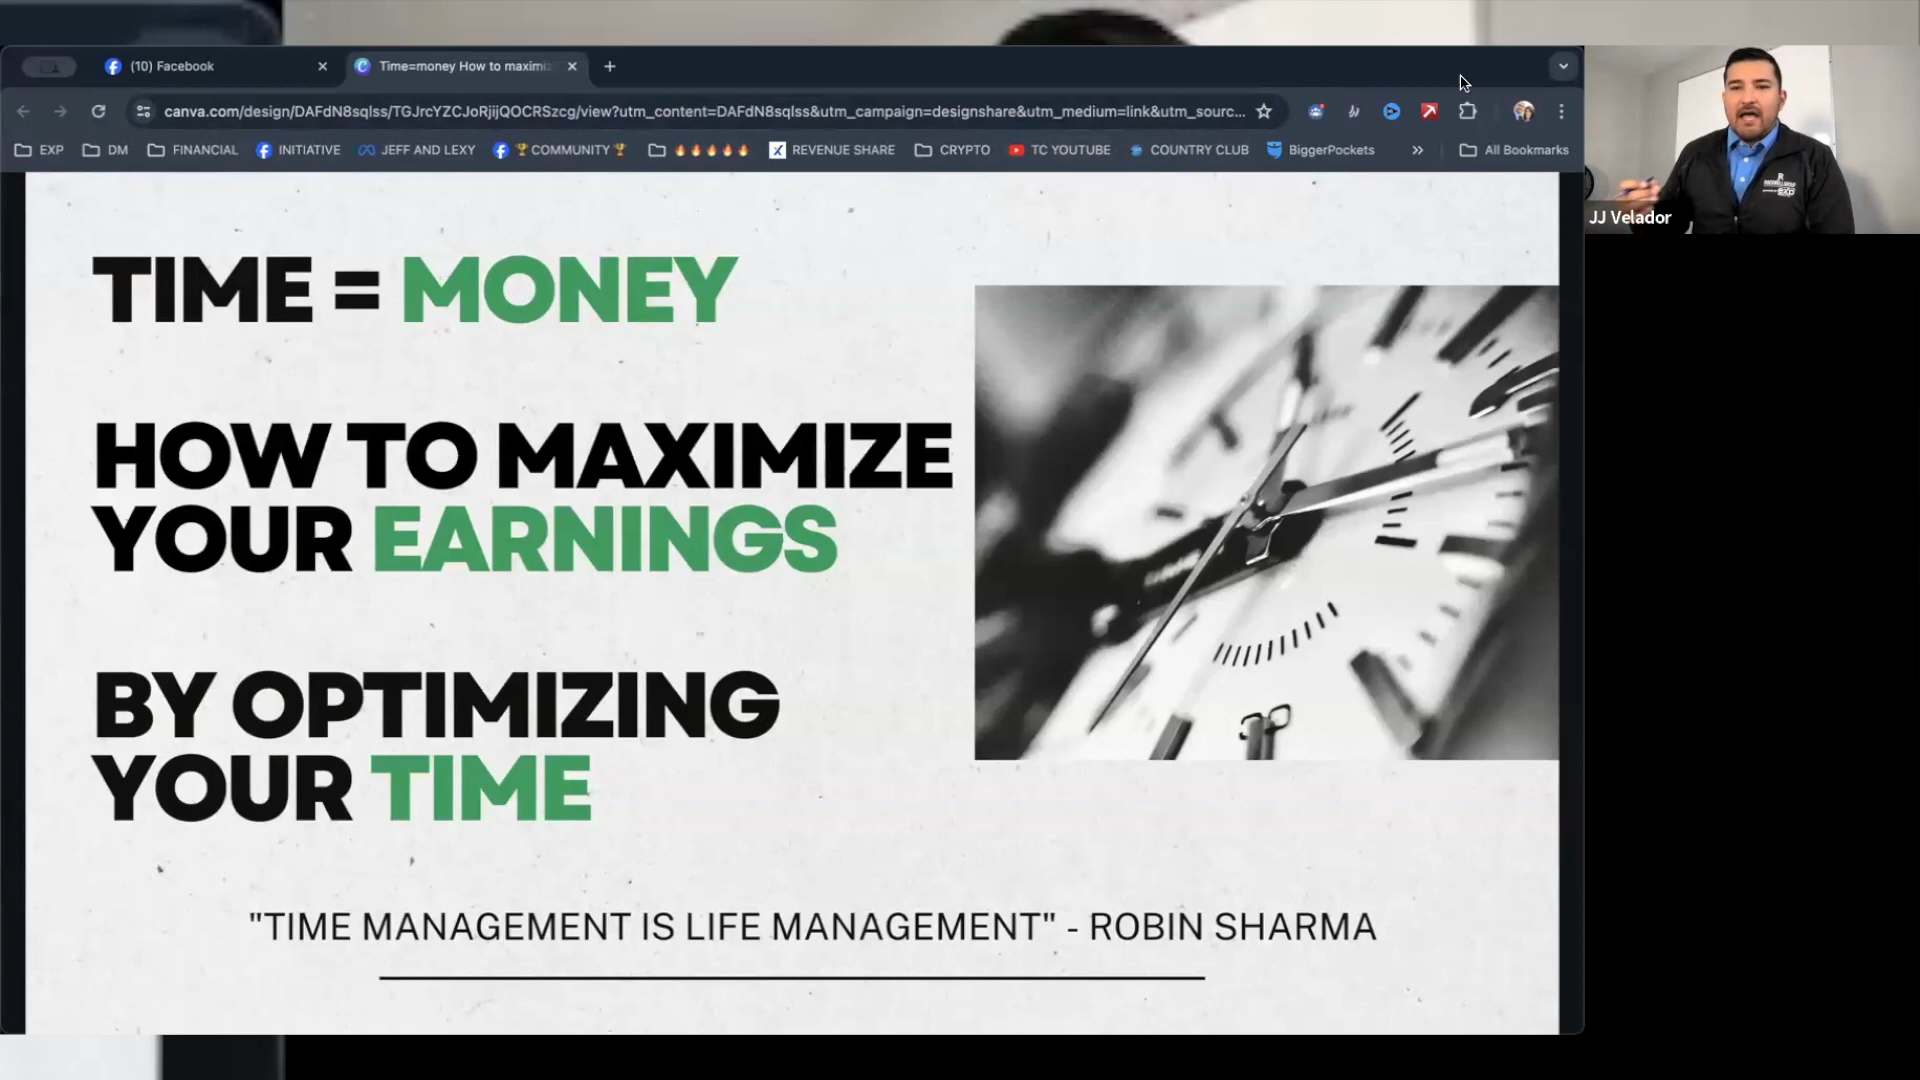 (10) Facebook
Time=money How to maximi
canva.com/design/DAFdN8sqlss/TGJrcYZCJoRjijQOCRSzcg/view?utm_content=DAFdN8sqlss&utm_campaign=designshare&utm_medium=link&utm_sourc...
EXP DM FINANCIAL INITIATIVE JEFF AND LEXY 🏆COMMUNITY🏆 🔥🔥🔥🔥🔥 REVENUE SHARE CRYPTO TC YOUTUBE COUNTRY CLUB BiggerPockets » All Bookmarks
exp
JJ Velador
TIME = MONEY
HOW TO MAXIMIZE
YOUR EARNINGS
BY OPTIMIZING
YOUR TIME
"TIME MANAGEMENT IS LIFE MANAGEMENT" - ROBIN SHARMA